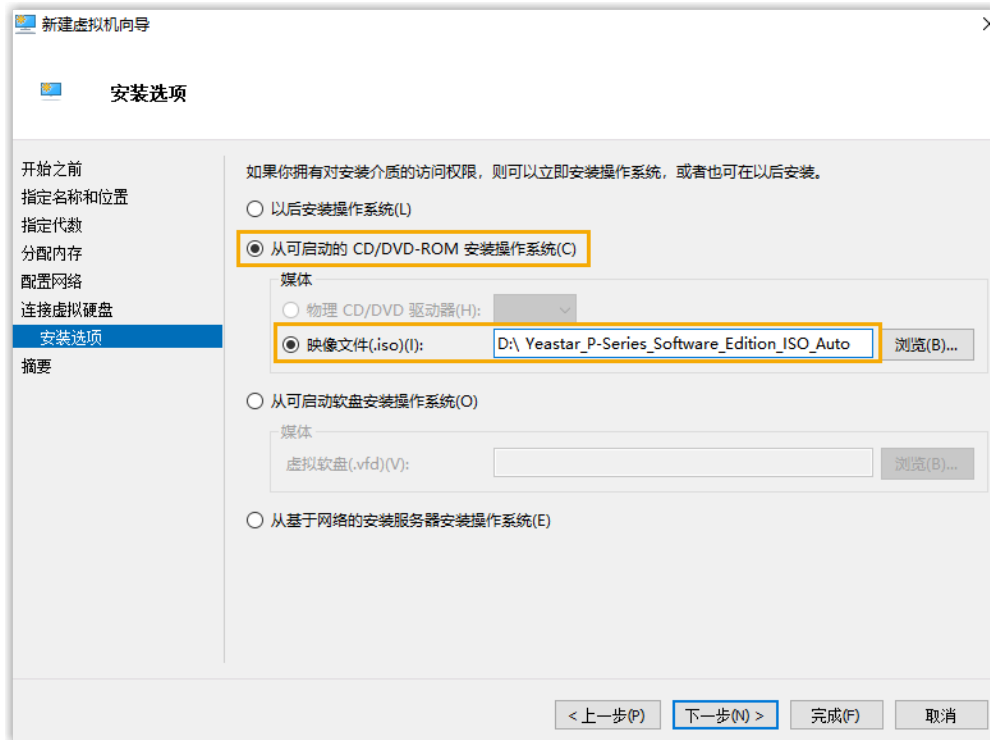 新建虚拟机向导
安装选项
开始之前
指定名称和位置
指定代数
分配内存
配置网络
连接虚拟硬盘
安装选项
摘要
如果你拥有对安装介质的访问权限，则可以立即安装操作系统，或者也可在以后安装。
以后安装操作系统(L)
从可启动的 CD/DVD-ROM 安装操作系统(C)
媒体
物理 CD/DVD 驱动器(H):
映像文件(.iso)(I): D:\ Yeastar_P-Series_Software_Edition_ISO_Auto 浏览(B)...
从可启动软盘安装操作系统(O)
媒体
虚拟软盘(.vfd)(V): 浏览(B)...
从基于网络的安装服务器安装操作系统(E)
< 上一步(P) 下一步(N) > 完成(F) 取消